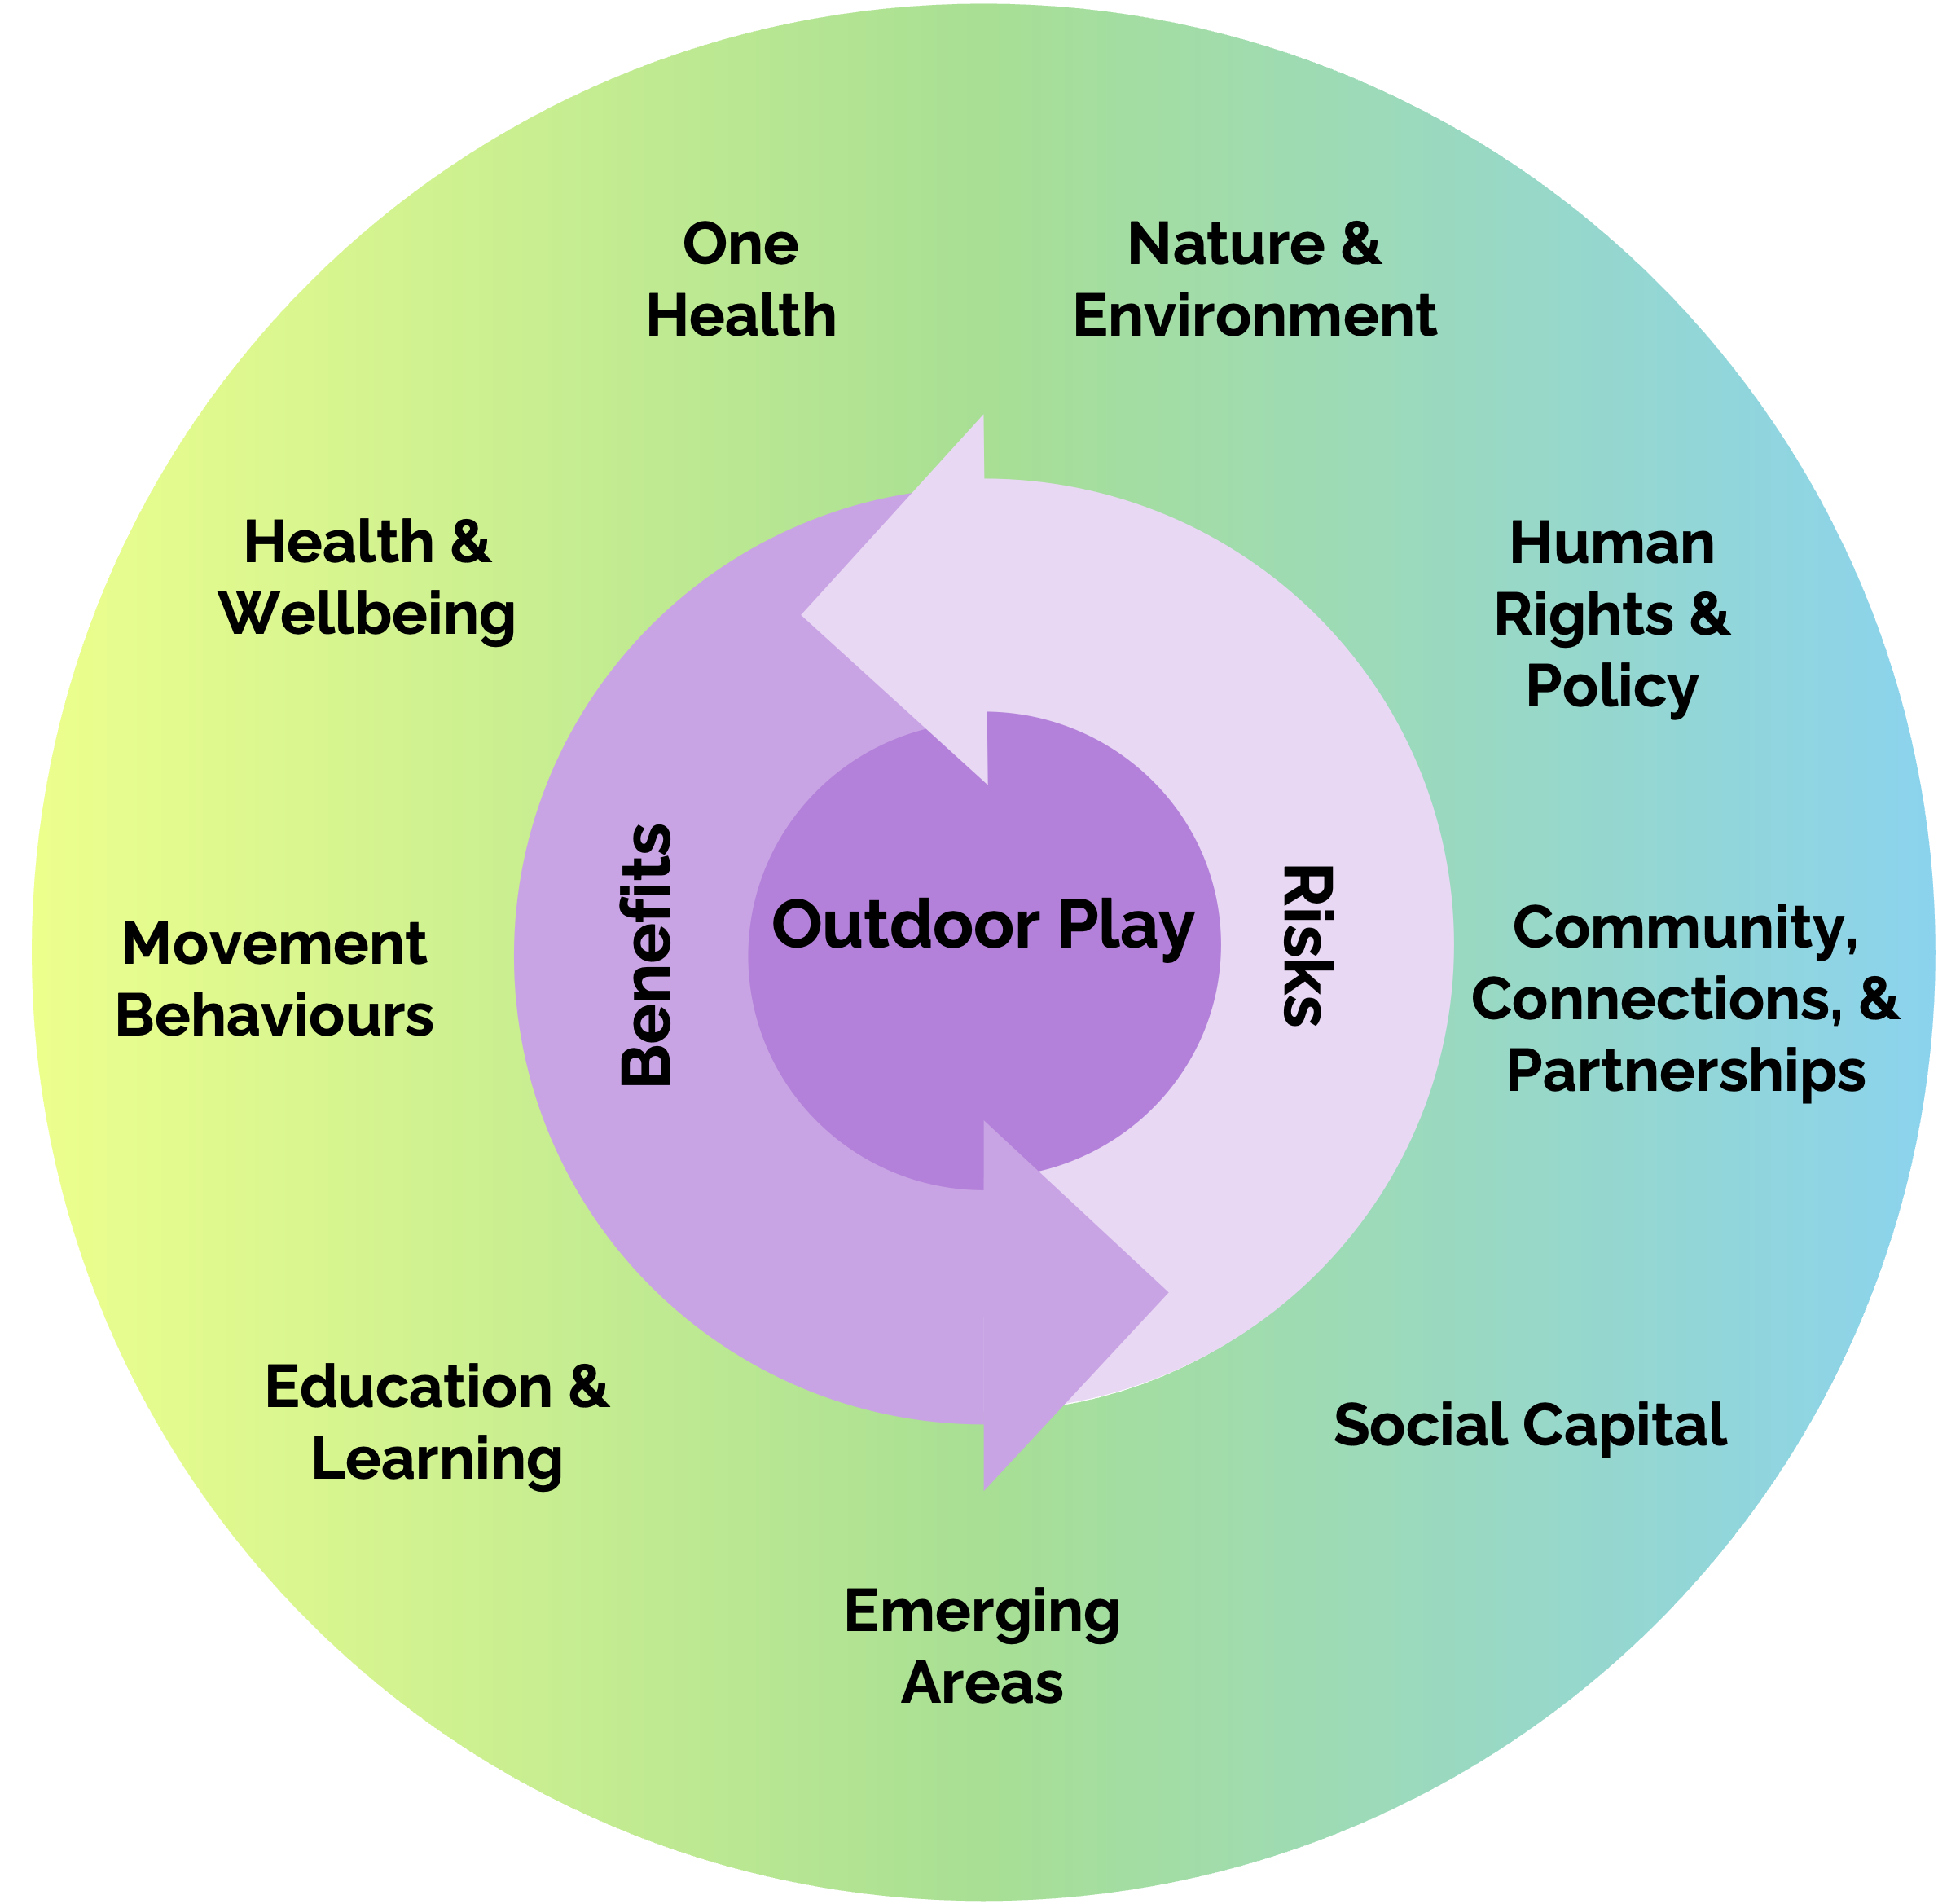 One
Health
Nature &
Environment
Health &
Wellbeing
Human
Rights &
Policy
Benefits
Outdoor Play
Risks
Movement
Behaviours
Community,
Connections, &
Partnerships
Education &
Learning
Social Capital
Emerging
Areas